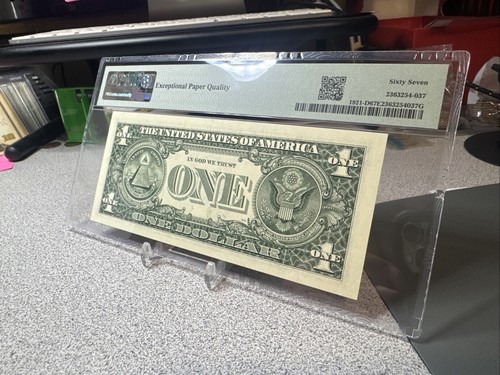 Exceptional Paper Quality
Sixty Seven
2363254-037
1921-D67E2363254037G
THE UNITED STATES OF AMERICA
IN GOD WE TRUST
ONE
ONE
1
ONE DOLLAR
ONE
1